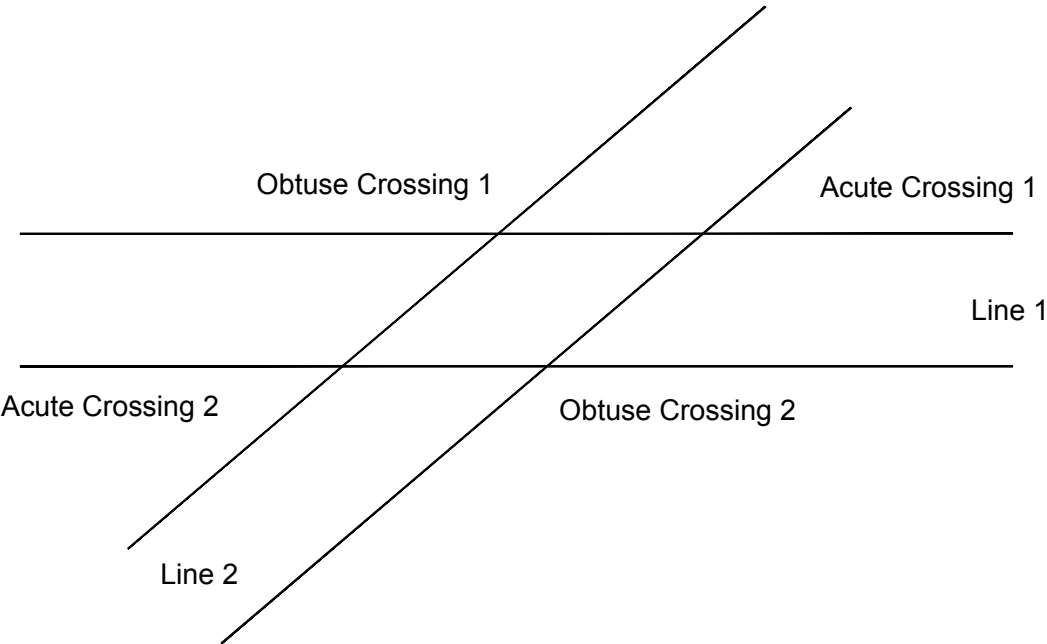 Obtuse Crossing 1
Acute Crossing 1
Line 1
Acute Crossing 2
Obtuse Crossing 2
Line 2